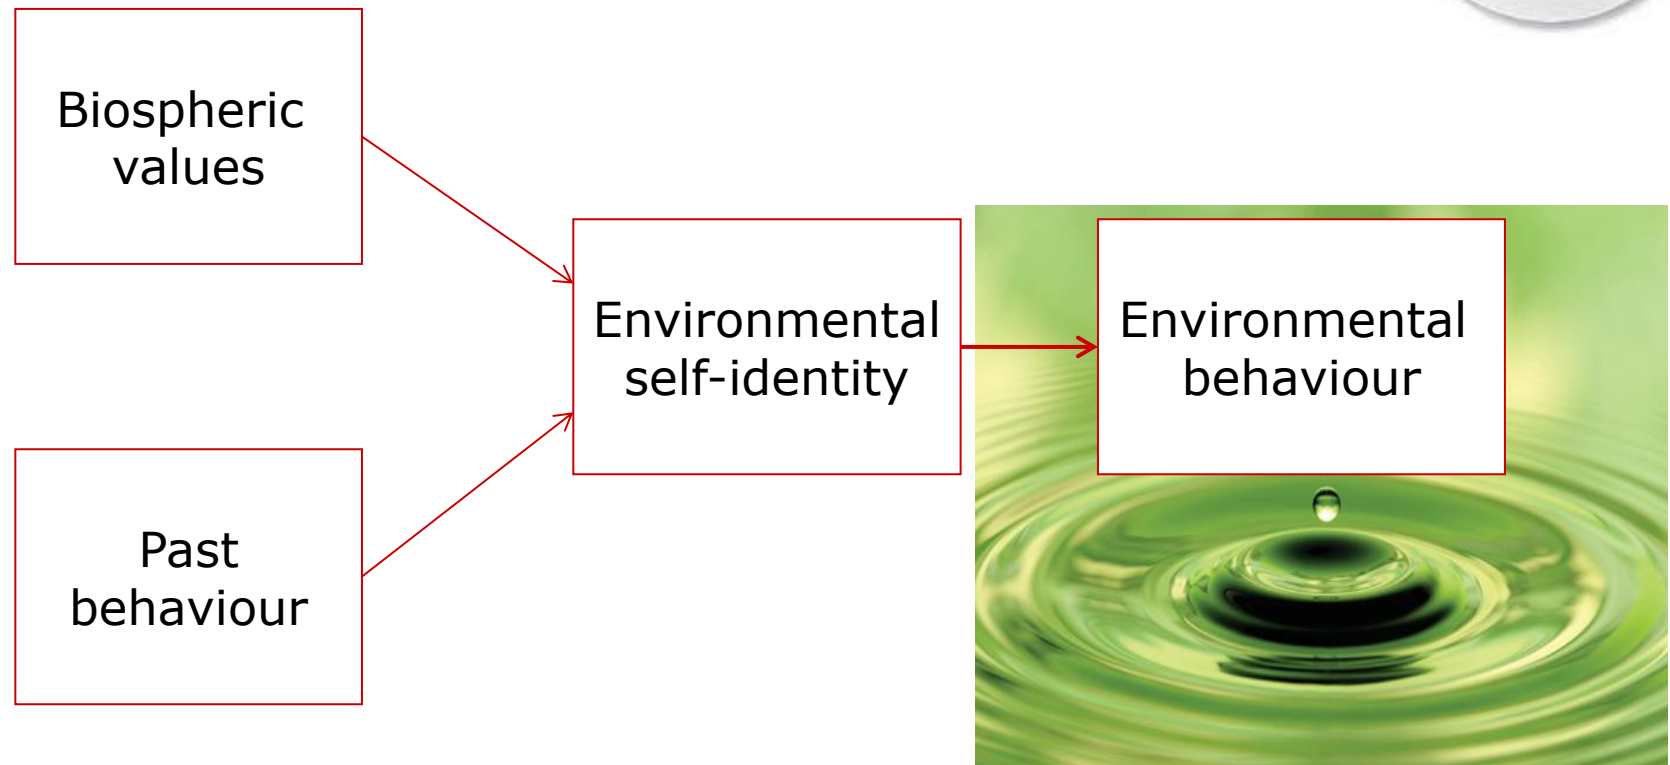 Biospheric
values
Environmental
self-identity
Environmental
behaviour
Past
behaviour